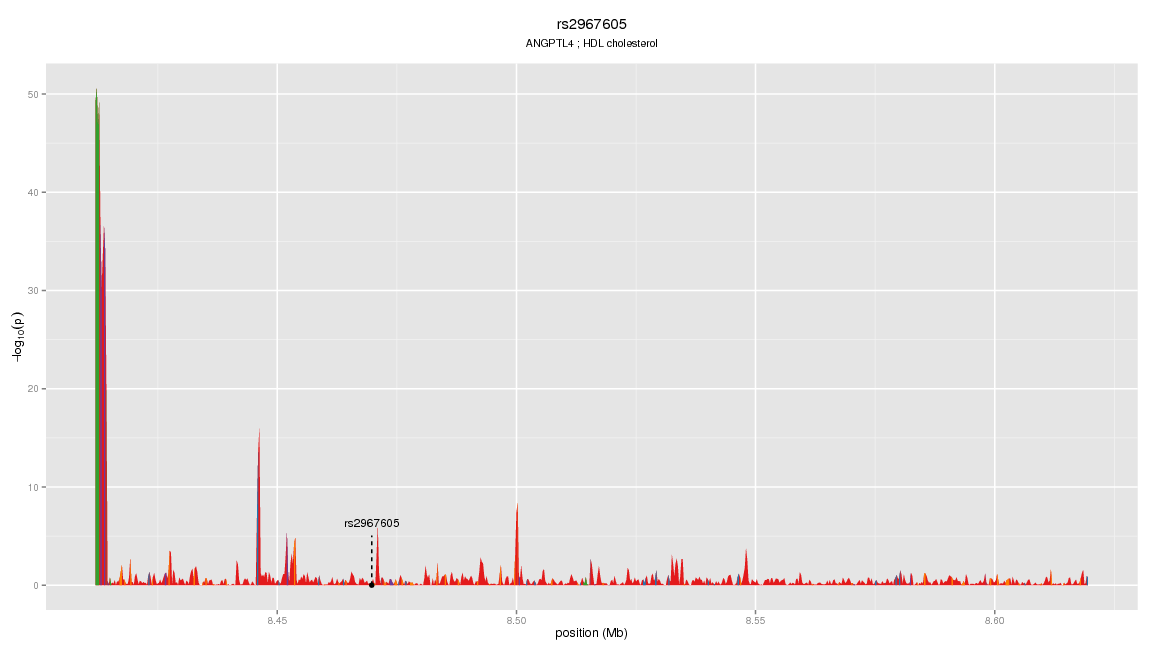 rs2967605
ANGPTL4 ; HDL cholesterol
50
40
30
20
10
0
−log10(p)
rs2967605
8.45
8.50
8.55
8.60
position (Mb)